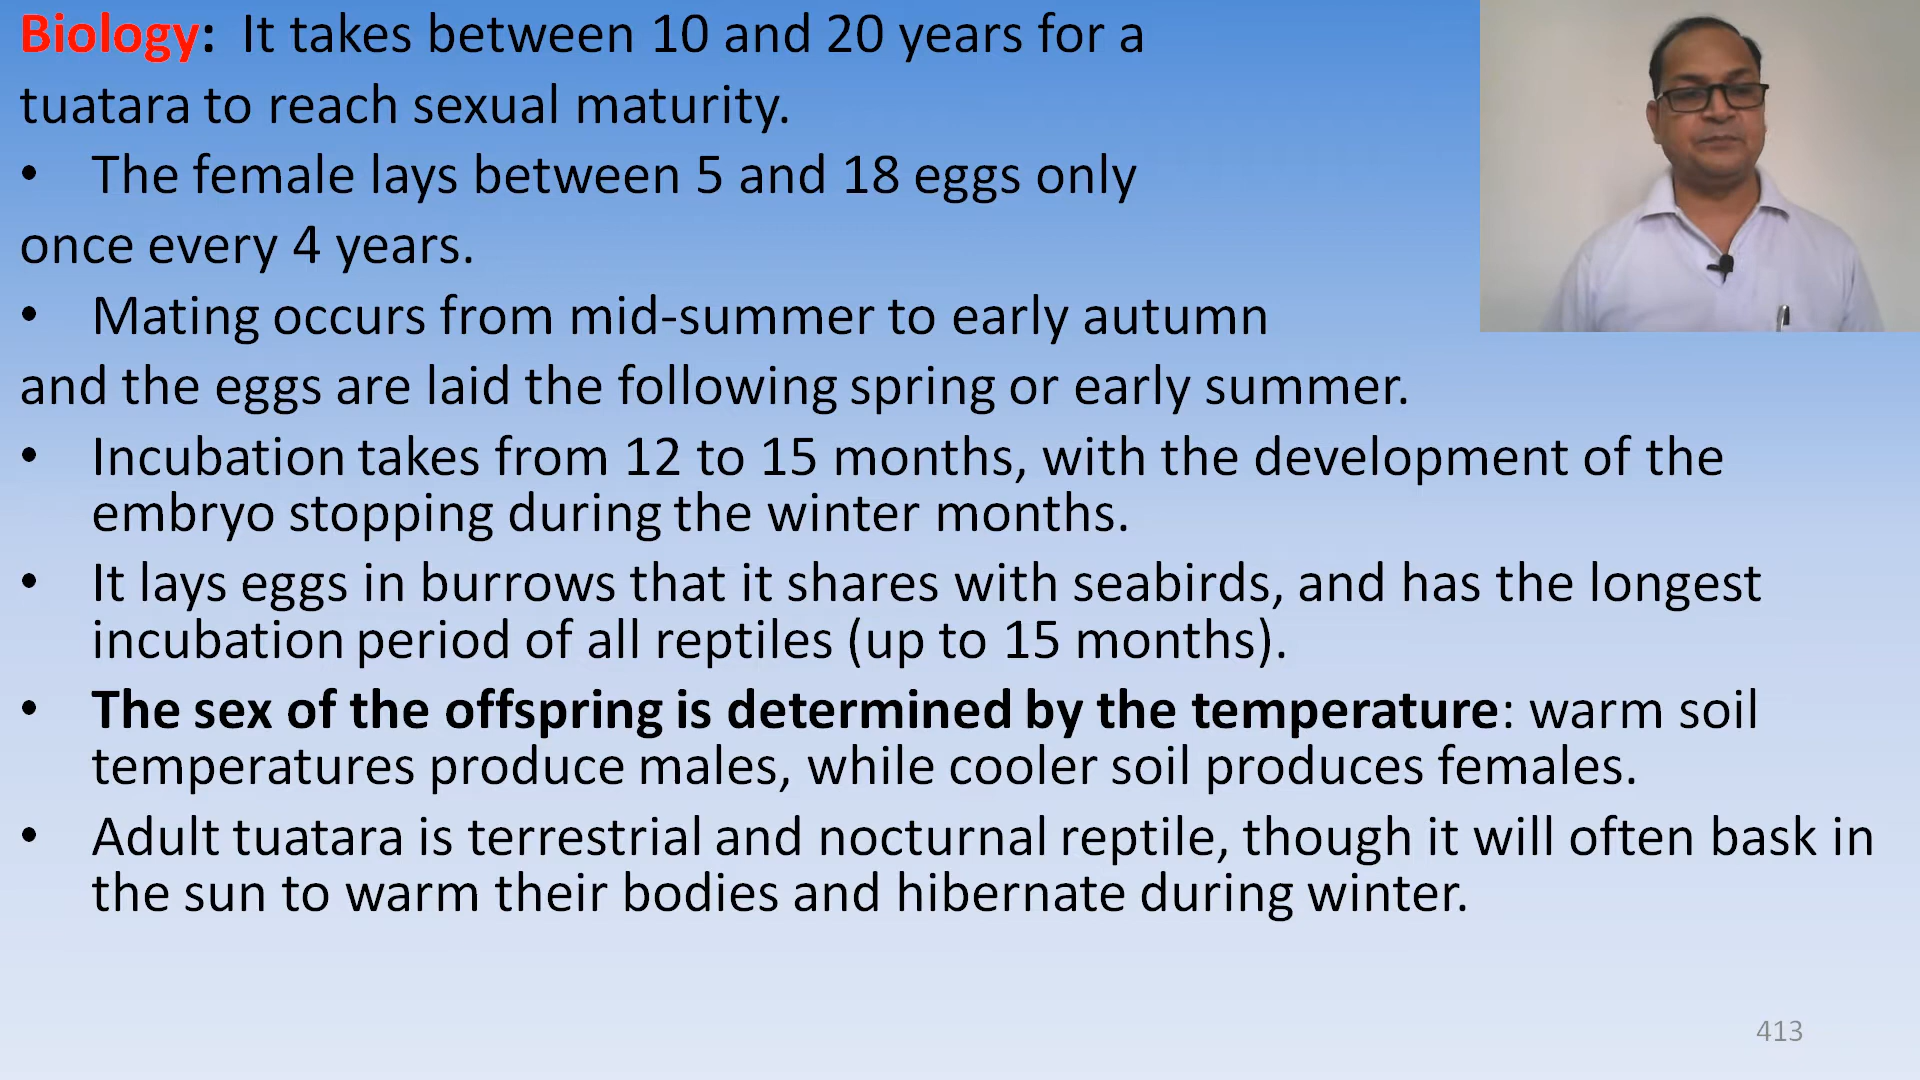 Biology: It takes between 10 and 20 years for a
tuatara to reach sexual maturity.
• The female lays between 5 and 18 eggs only
once every 4 years.
• Mating occurs from mid-summer to early autumn
and the eggs are laid the following spring or early summer.
• Incubation takes from 12 to 15 months, with the development of the
embryo stopping during the winter months.
• It lays eggs in burrows that it shares with seabirds, and has the longest
incubation period of all reptiles (up to 15 months).
• The sex of the offspring is determined by the temperature: warm soil
temperatures produce males, while cooler soil produces females.
• Adult tuatara is terrestrial and nocturnal reptile, though it will often bask in
the sun to warm their bodies and hibernate during winter.
413